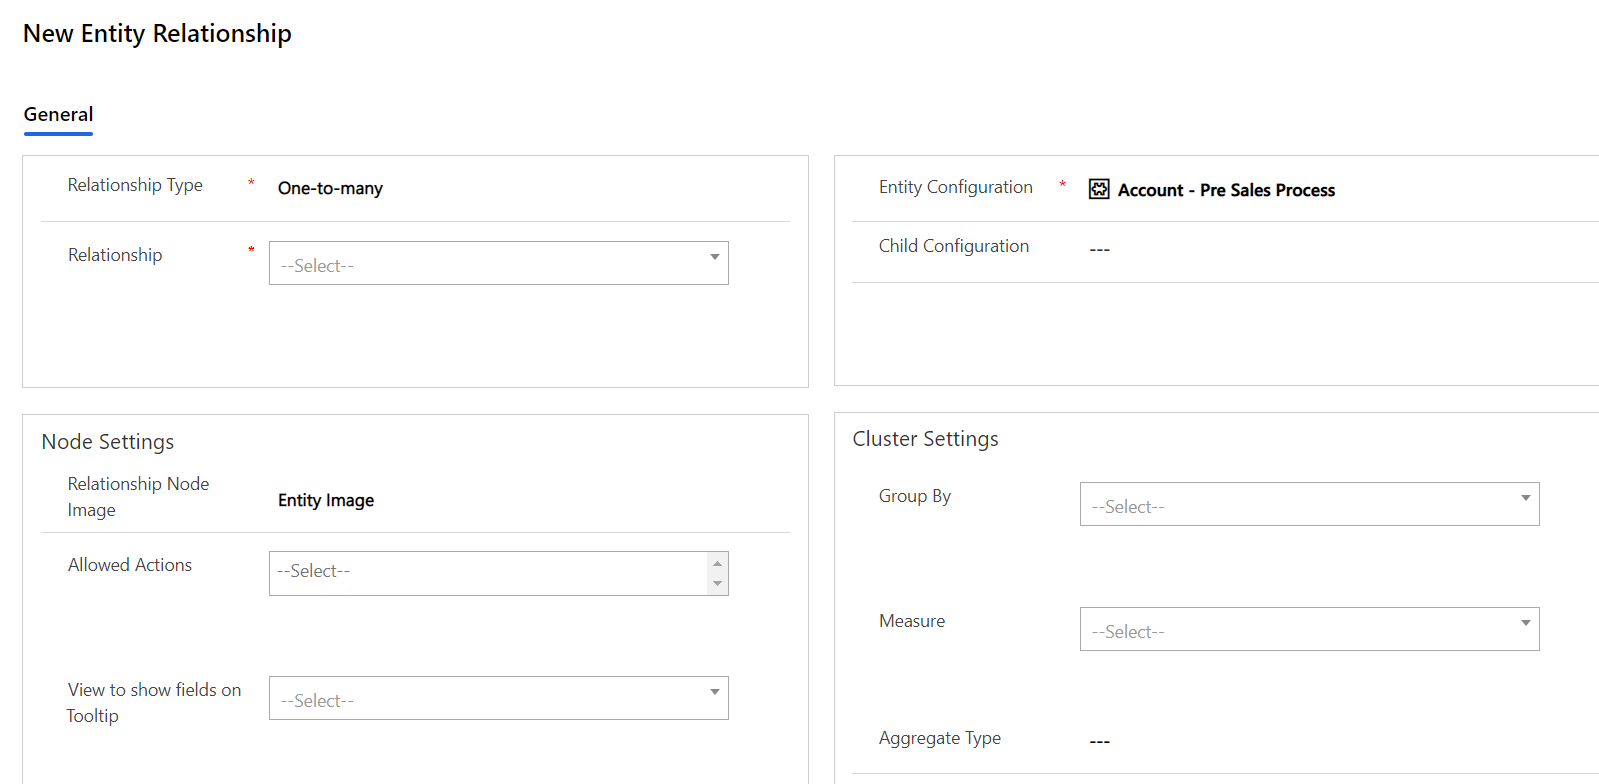 New Entity Relationship
General
Relationship Type * One-to-many
Relationship * --Select--
Entity Configuration * Account - Pre Sales Process
Child Configuration ---
Node Settings
Relationship Node
Image
Entity Image
Allowed Actions --Select--
View to show fields on
Tooltip
--Select--
Cluster Settings
Group By --Select--
Measure --Select--
Aggregate Type ---